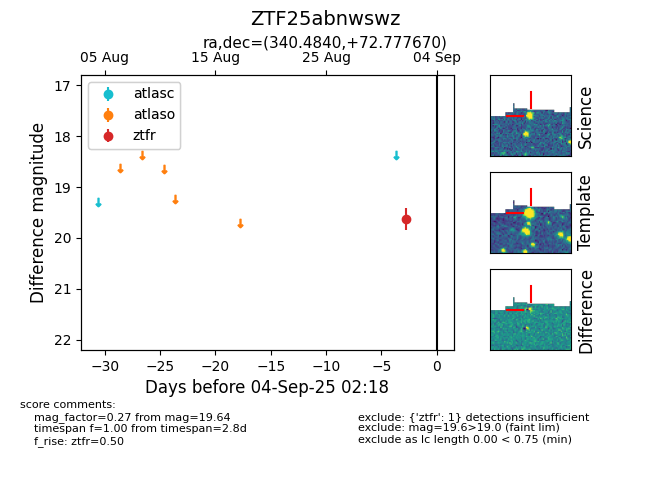 ZTF25abnwswz
ra,dec=(340.4840,+72.777670)
05 Aug
15 Aug
25 Aug
04 Sep
atlasc
atlaso
ztfr
17
18
19
20
21
22
Difference magnitude
−30
−25
−20
−15
−10
−5
0
Days before 04-Sep-25 02:18
Science
Template
Difference
score comments:
mag_factor=0.27 from mag=19.64
timespan f=1.00 from timespan=2.8d
f_rise: ztfr=0.50
exclude: {'ztfr': 1} detections insufficient
exclude: mag=19.6>19.0 (faint lim)
exclude as lc length 0.00 < 0.75 (min)